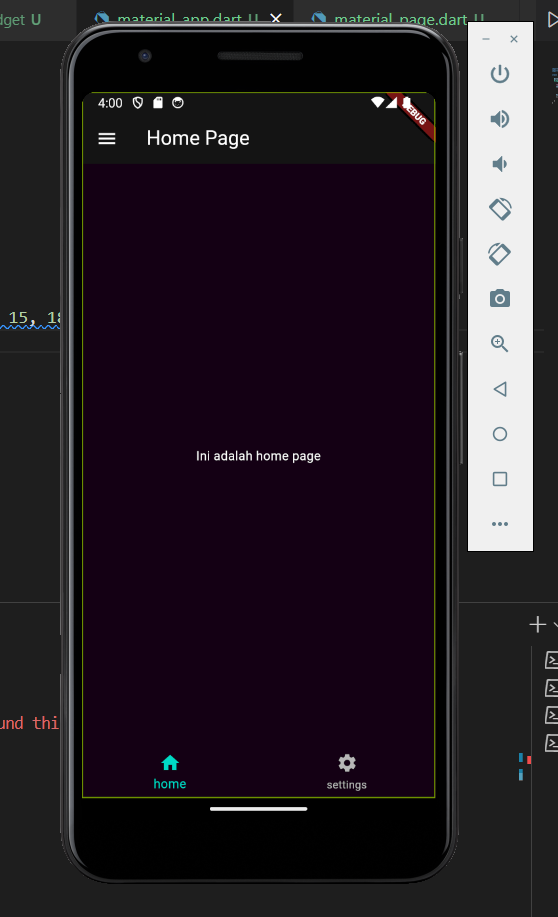 dget U
material_app.dart U
material_page.dart U
4:00
DEBUG
Home Page
15, 18
Ini adalah home page
und thi
home
settings